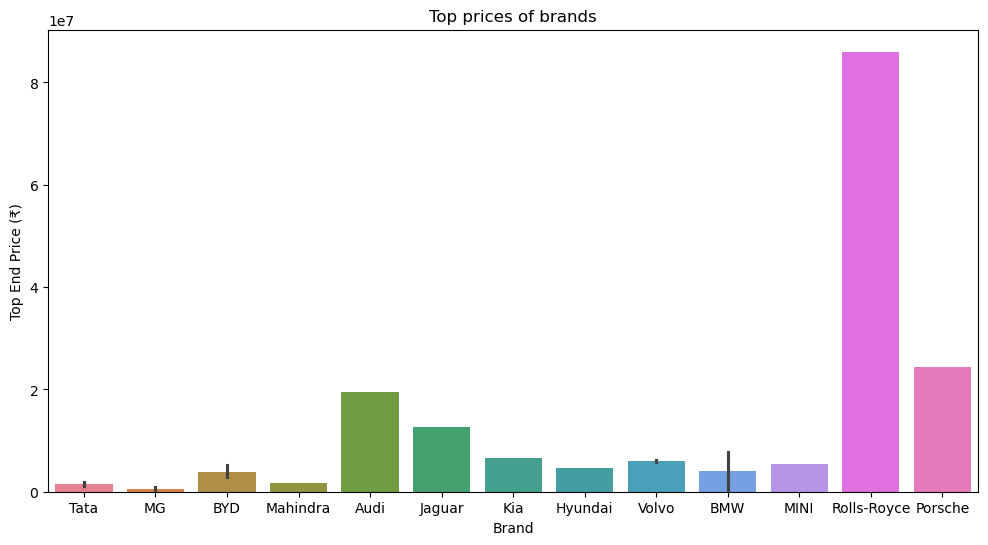 Top prices of brands
1e7
8
6
4
2
0
Top End Price (₹)
Tata MG BYD Mahindra Audi Jaguar Kia Hyundai Volvo BMW MINI Rolls-Royce Porsche
Brand